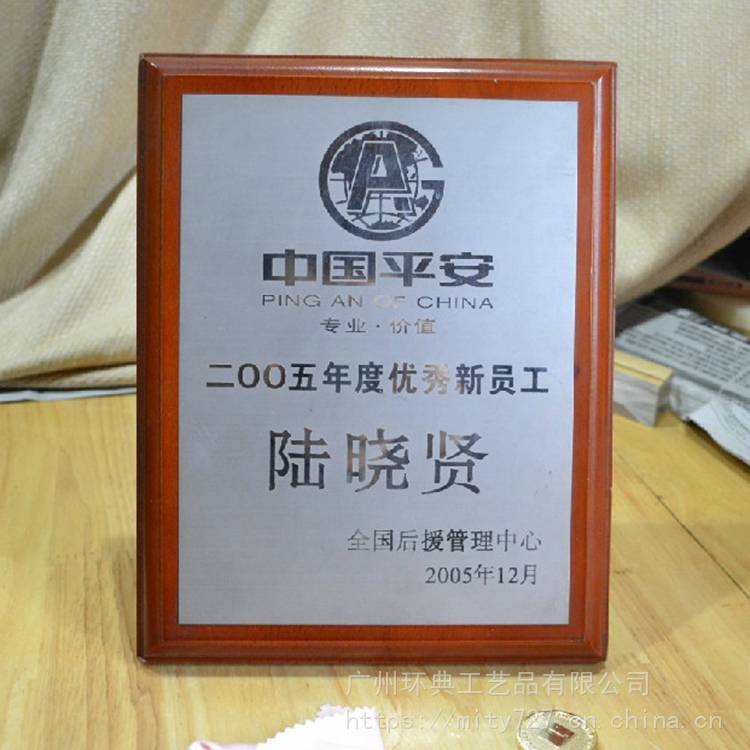 中国平安
PING AN OF CHINA
专业·价值
二OO五年度优秀新员工
陆晓贤
全国后援管理中心
2005年12月
广州环典工艺品有限公司
https://mity727.cn.china.cn